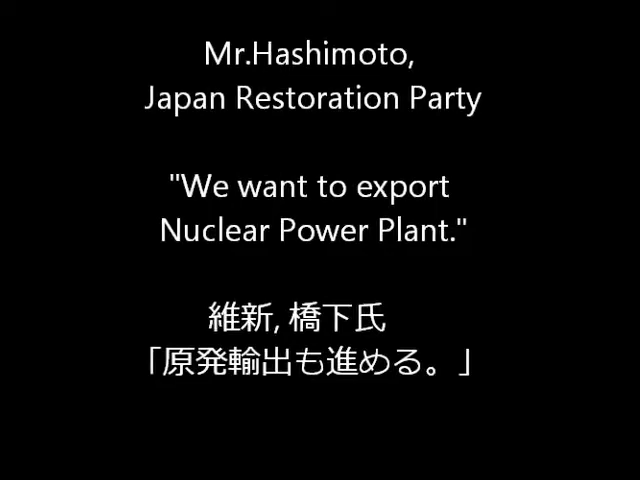 Mr.Hashimoto,
Japan Restoration Party
"We want to export
Nuclear Power Plant."
維新, 橋下氏
「原発輸出も進める。」